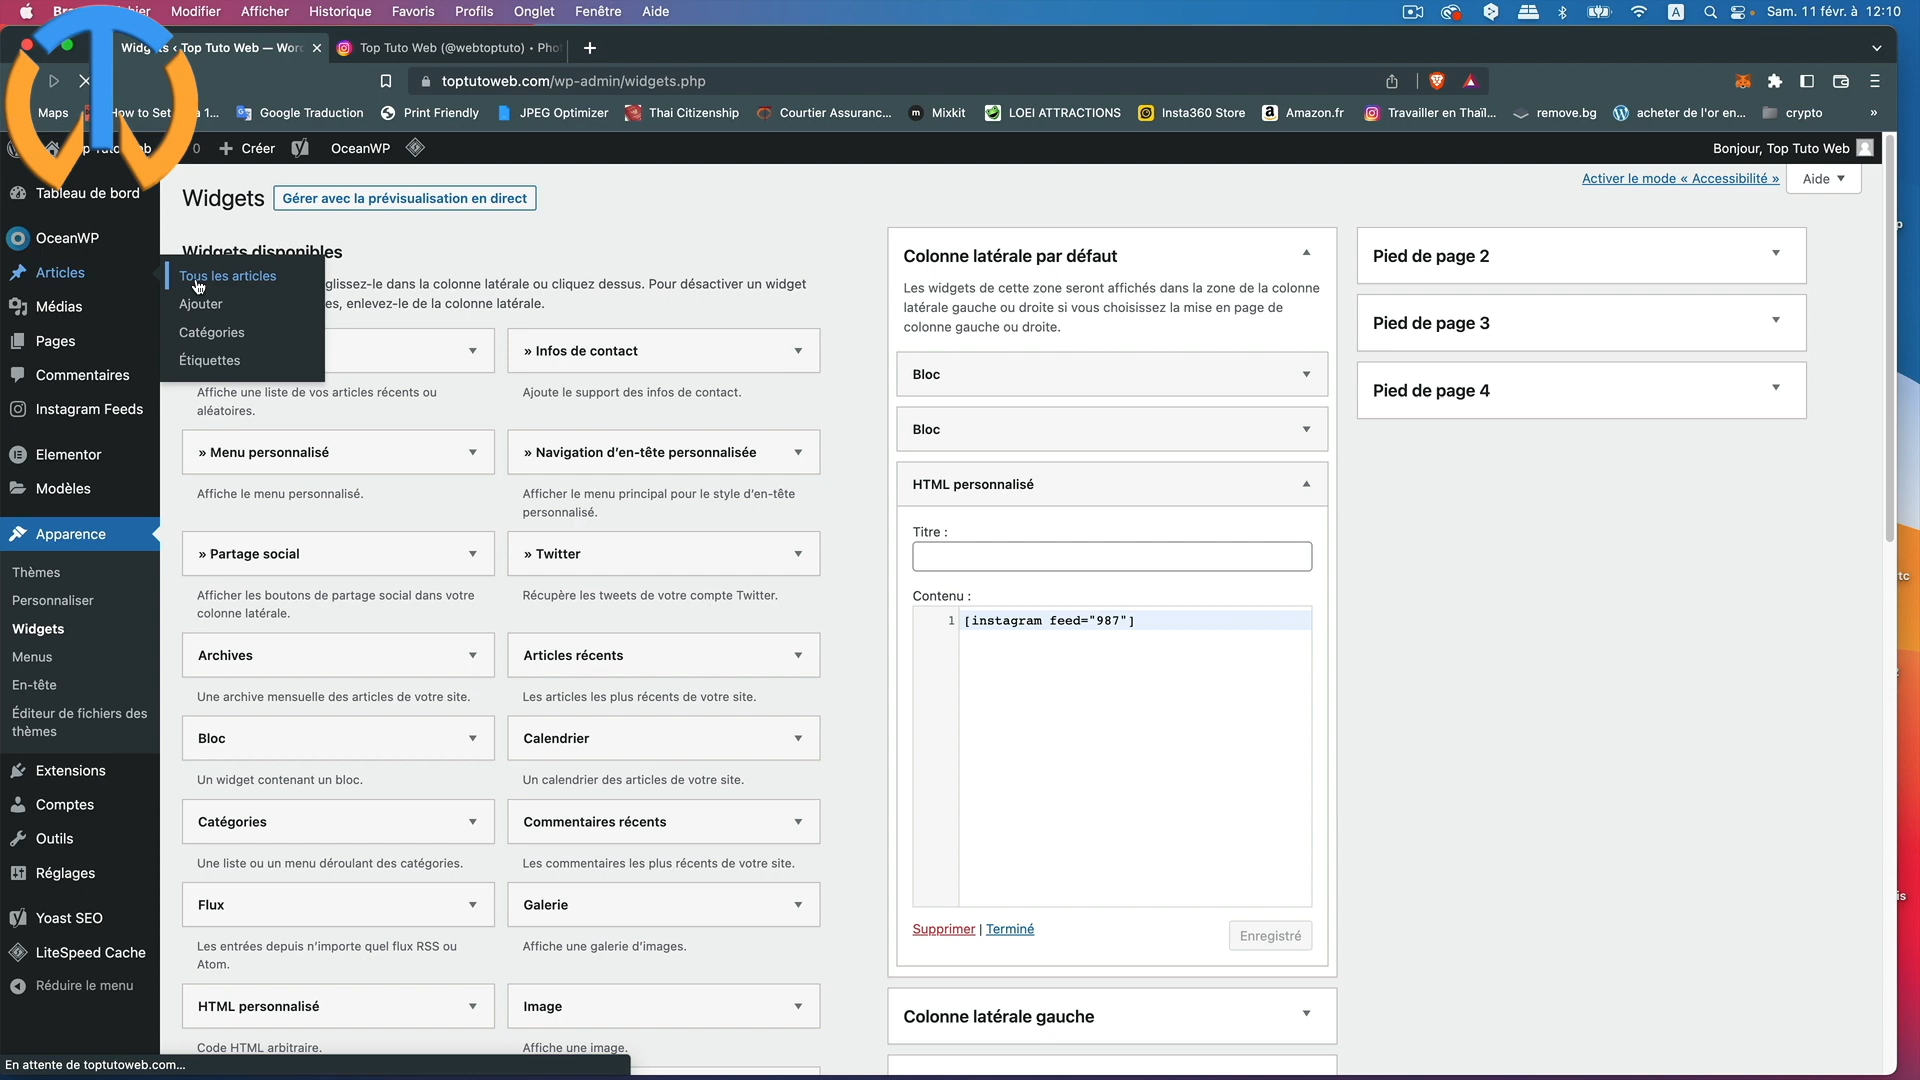 Modifier Afficher Historique Favoris Profils Onglet Fenêtre Aide
Sam. 11 févr. à 12:10
Top Tuto Web — Word
Top Tuto Web (@webtoptuto) • Pho
toptutoweb.com/wp-admin/widgets.php
Maps
How to Set
Google Traduction
Print Friendly
JPEG Optimizer
Thai Citizenship
Courtier Assuranc...
Mixkit
LOEI ATTRACTIONS
Insta360 Store
Amazon.fr
Travailler en Thaïl...
remove.bg
acheter de l'or en...
crypto
»
0
Créer
OceanWP
Bonjour, Top Tuto Web
Tableau de bord
OceanWP
Articles
Médias
Pages
Commentaires
Instagram Feeds
Elementor
Modèles
Apparence
Thèmes
Personnaliser
Widgets
Menus
En-tête
Éditeur de fichiers des
thèmes
Extensions
Comptes
Outils
Réglages
Yoast SEO
LiteSpeed Cache
Réduire le menu
En attente de toptutoweb.com...
Tous les articles
Ajouter
Catégories
Étiquettes
Activer le mode « Accessibilité »
Aide
Widgets
Gérer avec la prévisualisation en direct
Widgets disponibles
glissez-le dans la colonne latérale ou cliquez dessus. Pour désactiver un widget
es, enlevez-le de la colonne latérale.
Affiche une liste de vos articles récents ou
aléatoires.
» Infos de contact
Ajoute le support des infos de contact.
» Menu personnalisé
Affiche le menu personnalisé.
» Navigation d'en-tête personnalisée
Afficher le menu principal pour le style d'en-tête
personnalisé.
» Partage social
Afficher les boutons de partage social dans votre
colonne latérale.
» Twitter
Récupère les tweets de votre compte Twitter.
Archives
Une archive mensuelle des articles de votre site.
Articles récents
Les articles les plus récents de votre site.
Bloc
Un widget contenant un bloc.
Calendrier
Un calendrier des articles de votre site.
Catégories
Une liste ou un menu déroulant des catégories.
Commentaires récents
Les commentaires les plus récents de votre site.
Flux
Les entrées depuis n'importe quel flux RSS ou
Atom.
Galerie
Affiche une galerie d'images.
HTML personnalisé
Code HTML arbitraire.
Image
Affiche une image.
Colonne latérale par défaut
Les widgets de cette zone seront affichés dans la zone de la colonne
latérale gauche ou droite si vous choisissez la mise en page de
colonne gauche ou droite.
Bloc
Bloc
HTML personnalisé
Titre :
Contenu :
1 [instagram feed="987"]
Supprimer | Terminé
Enregistré
Colonne latérale gauche
Pied de page 2
Pied de page 3
Pied de page 4